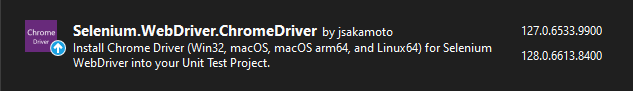 Chrome
Driver
Selenium.WebDriver.ChromeDriver by jsakamoto 127.0.6533.9900
Install Chrome Driver (Win32, macOS, macOS arm64, and Linux64) for Selenium 128.0.6613.8400
WebDriver into your Unit Test Project.